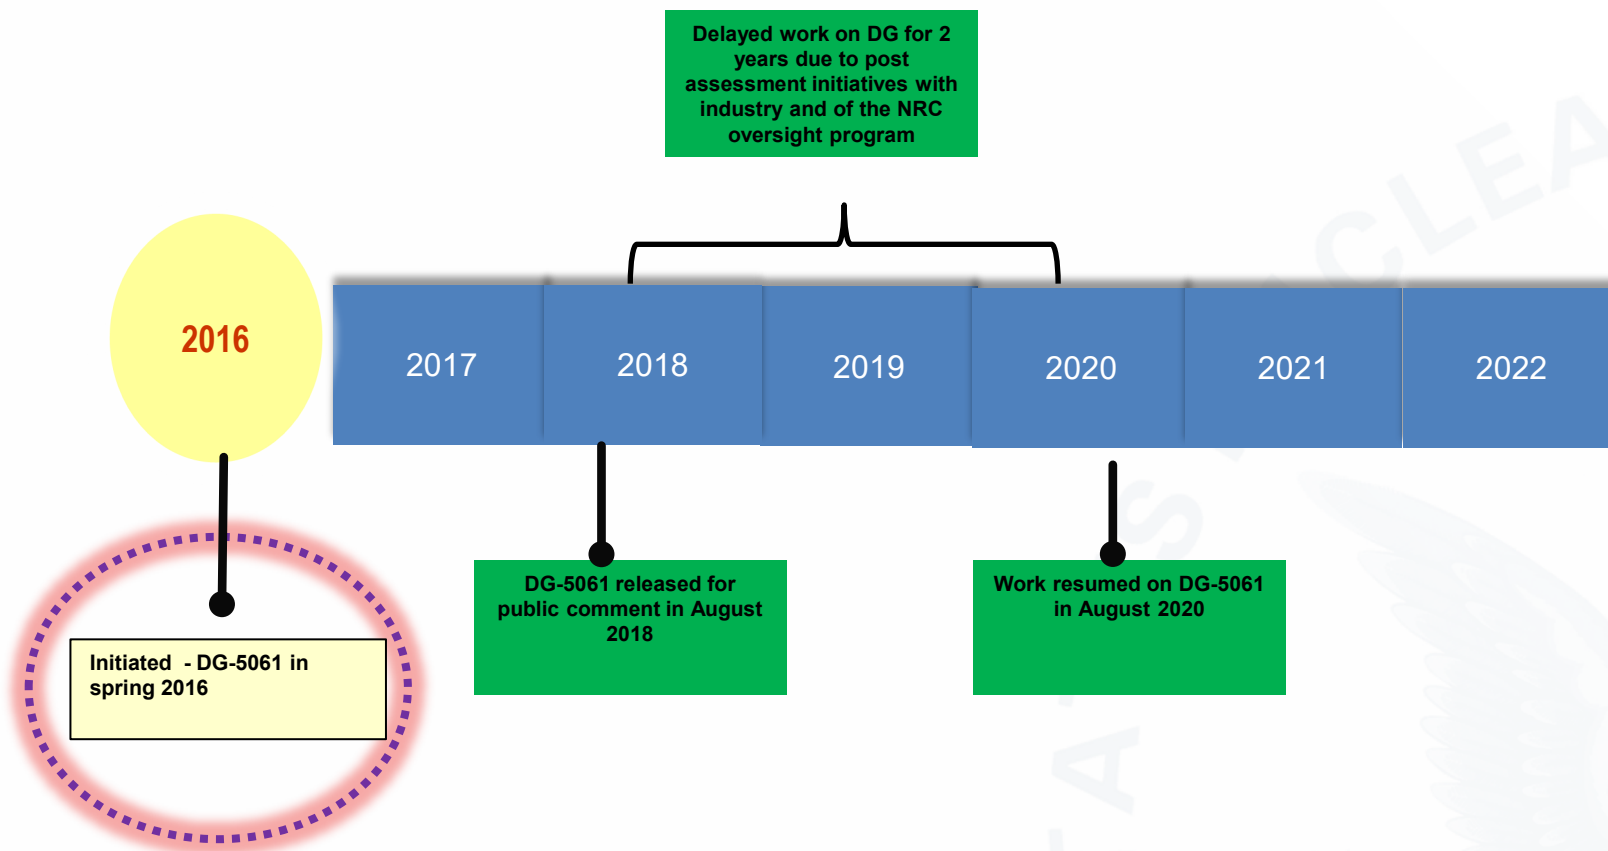 Delayed work on DG for 2
years due to post
assessment initiatives with
industry and of the NRC
oversight program
2016
2017
2018
2019
2020
2021
2022
Initiated - DG-5061 in
spring 2016
DG-5061 released for
public comment in August
2018
Work resumed on DG-5061
in August 2020